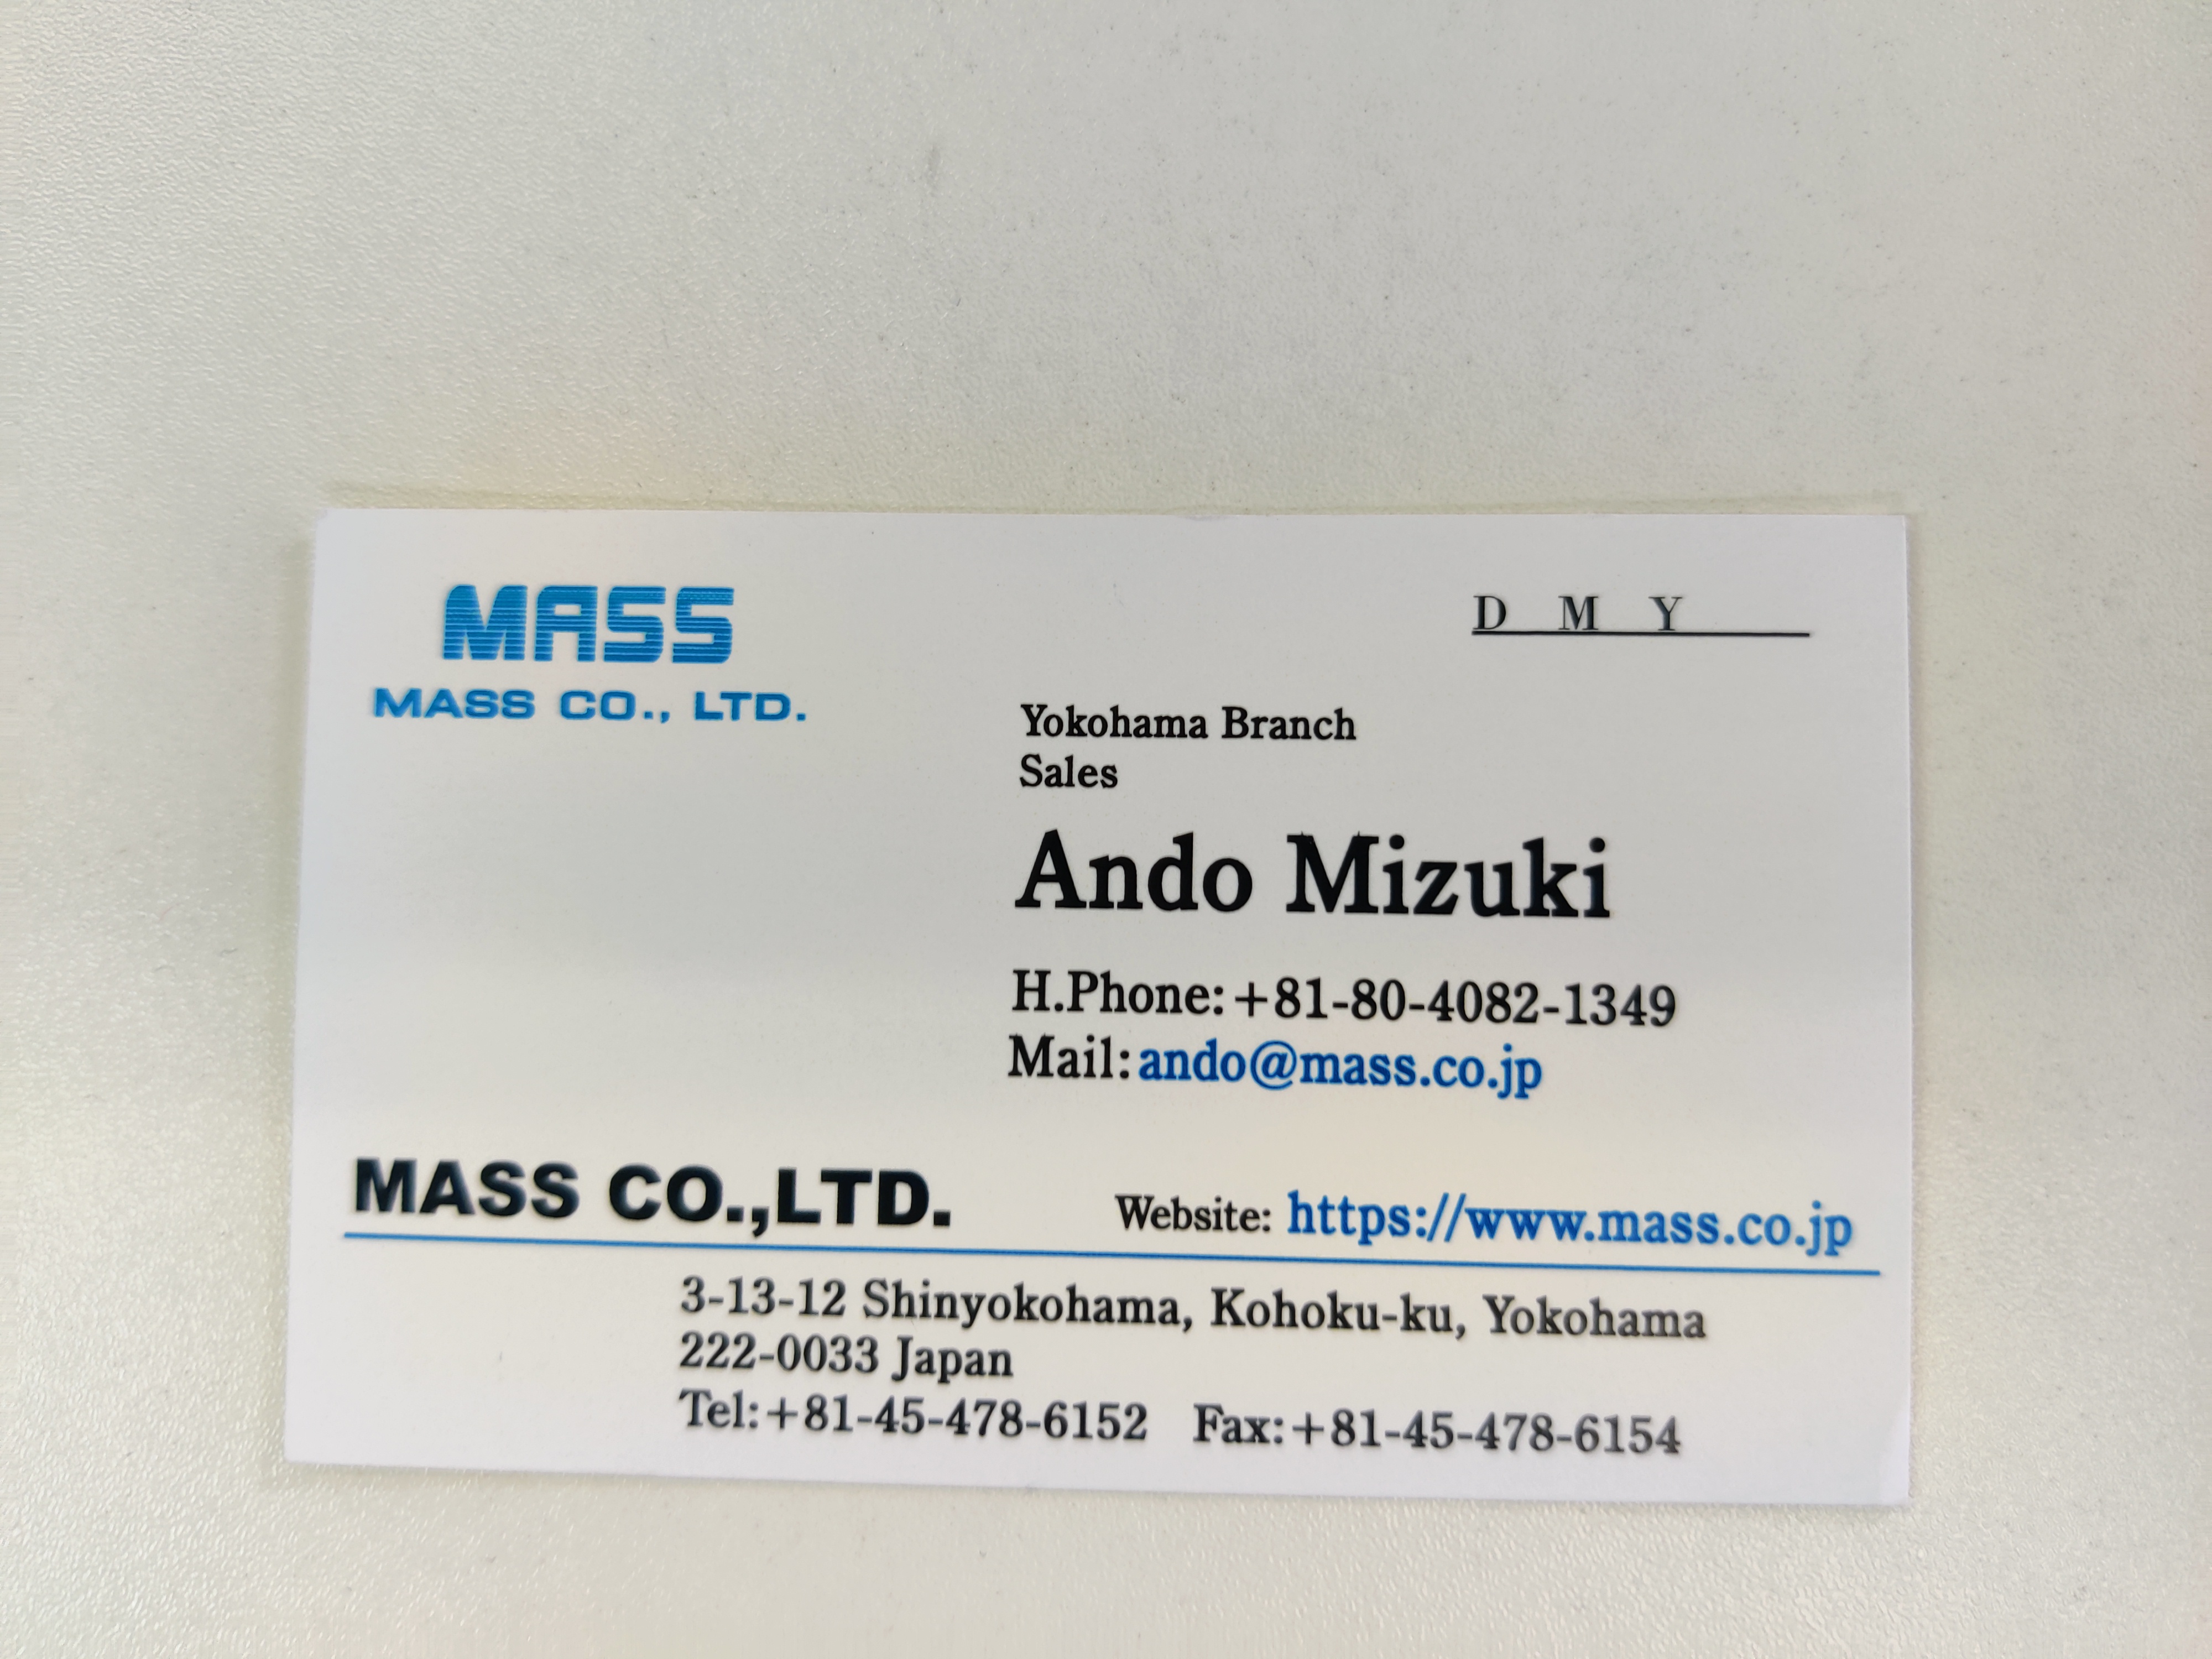 MASS
MASS CO., LTD.
D M Y
Yokohama Branch
Sales
Ando Mizuki
H.Phone:+81-80-4082-1349
Mail:ando@mass.co.jp
MASS CO.,LTD.
Website: https://www.mass.co.jp
3-13-12 Shinyokohama, Kohoku-ku, Yokohama
222-0033 Japan
Tel:+81-45-478-6152 Fax:+81-45-478-6154